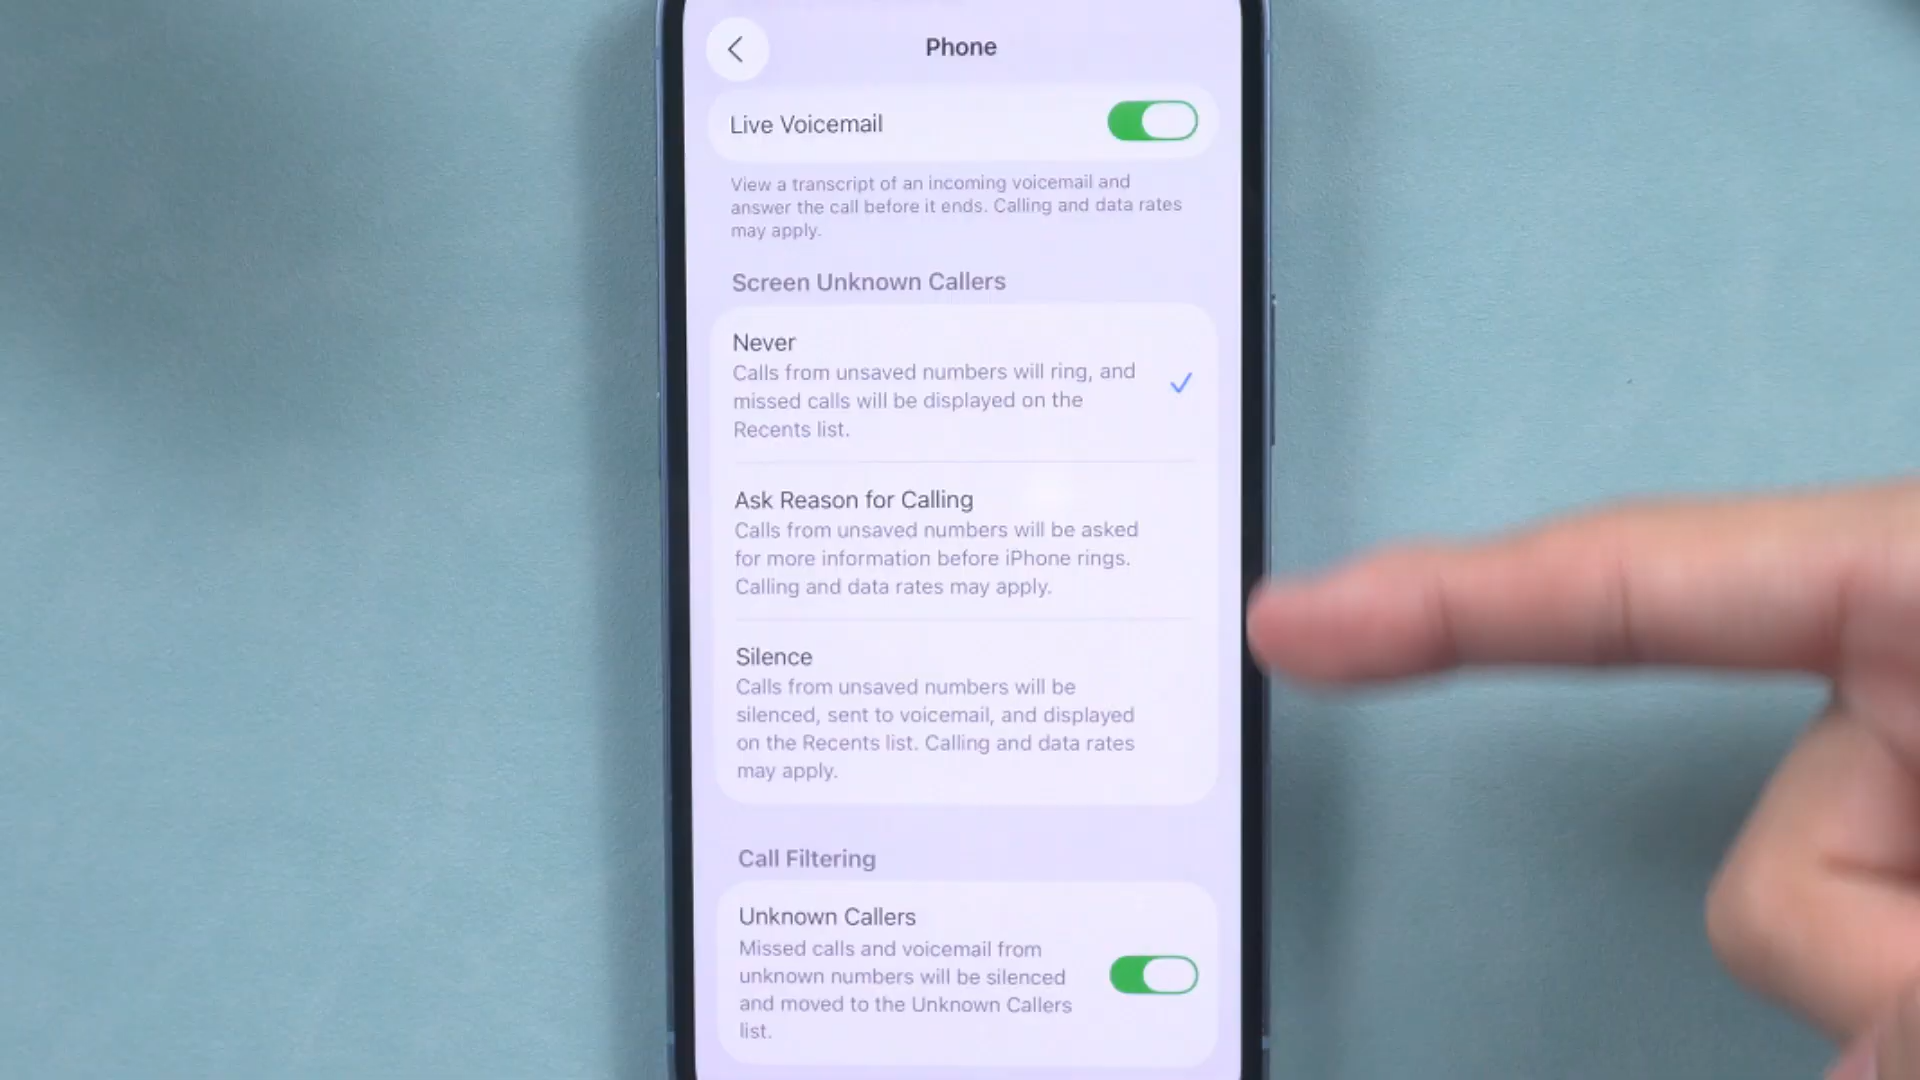 Phone
Live Voicemail
View a transcript of an incoming voicemail and
answer the call before it ends. Calling and data rates
may apply.
Screen Unknown Callers
Never
Calls from unsaved numbers will ring, and
missed calls will be displayed on the
Recents list.
Ask Reason for Calling
Calls from unsaved numbers will be asked
for more information before iPhone rings.
Calling and data rates may apply.
Silence
Calls from unsaved numbers will be
silenced, sent to voicemail, and displayed
on the Recents list. Calling and data rates
may apply.
Call Filtering
Unknown Callers
Missed calls and voicemail from
unknown numbers will be silenced
and moved to the Unknown Callers
list.